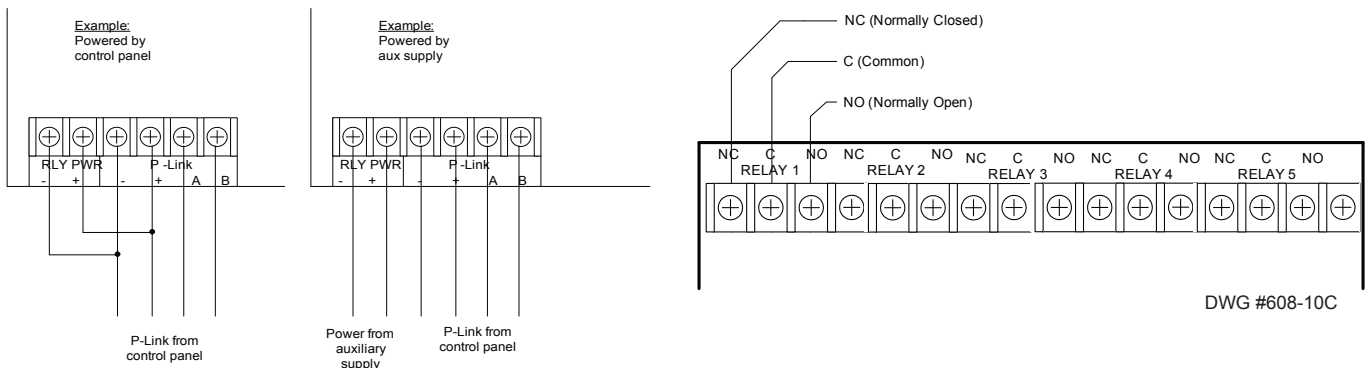 Example:
Powered by
control panel
RLY PWR P -Link
- + - + A B
P-Link from
control panel
Example:
Powered by
aux supply
RLY PWR P -Link
- + - + A B
Power from
auxiliary
supply
P-Link from
control panel
NC (Normally Closed)
C (Common)
NO (Normally Open)
NC C NO NC C NO NC C NO NC C NO NC C NO
RELAY 1 RELAY 2 RELAY 3 RELAY 4 RELAY 5
DWG #608-10C